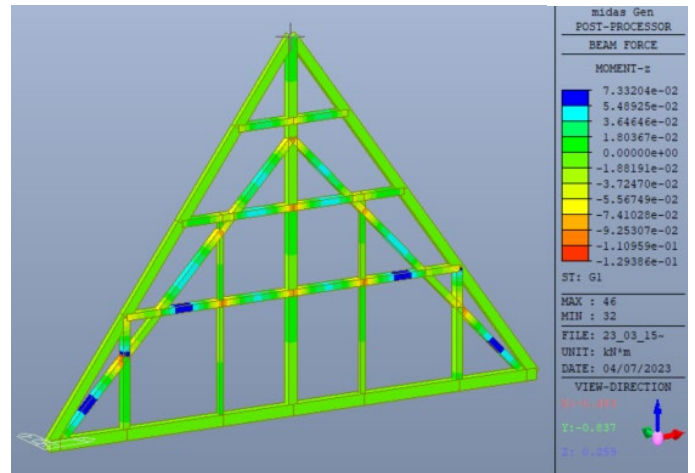 midas Gen
POST-PROCESSOR
BEAM FORCE
MOMENT-z
7.33204e-02
5.48925e-02
3.64646e-02
1.80367e-02
0.00000e+00
-1.88191e-02
-3.72470e-02
-5.56749e-02
-7.41028e-02
-9.25307e-02
-1.10959e-01
-1.29386e-01
ST: G1
MAX : 46
MIN : 32
FILE: 23_03_15~
UNIT: kN*m
DATE: 04/07/2023
VIEW-DIRECTION
Y:-0.837
Z: 0.259